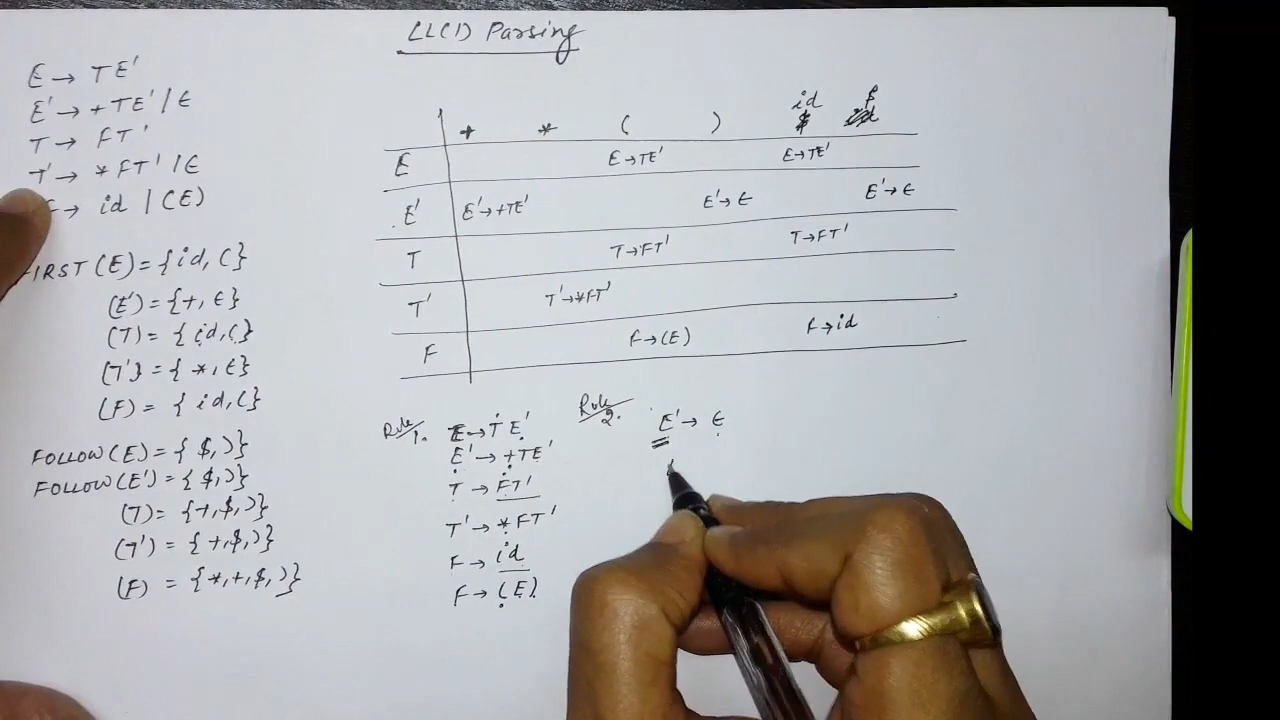 LL(1) Parsing
E → TE'
E' → +TE' / ε
T → FT'
T' → *FT' / ε
→ id | (E)
FIRST(E) = {id, (}
(E') = {+, ε}
(T) = {id, (}
(T') = {*, ε}
(F) = {id, (}
FOLLOW(E) = {$, )}
FOLLOW(E') = {$, )}
(T) = {+, $, )}
(T') = {+, $, )}
(F) = {*, +, $, )}
+ * ( ) id $
E E→TE' E→TE'
E' E'→+TE' E'→ε E'→ε
T T→FT' T→FT'
T' T'→*FT'
F F→(E) F→id
Rule 1. E→TE'
E' → +TE'
T → FT'
T' → *FT'
F → id
F → (E)
Rule 2. E' → ε